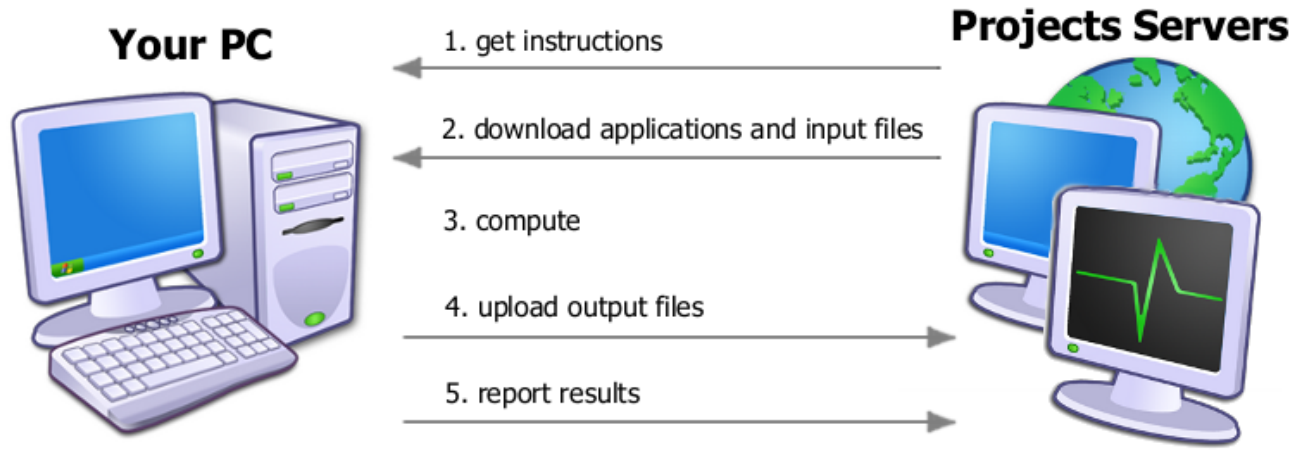 Your PC
Projects Servers
1. get instructions
2. download applications and input files
3. compute
4. upload output files
5. report results